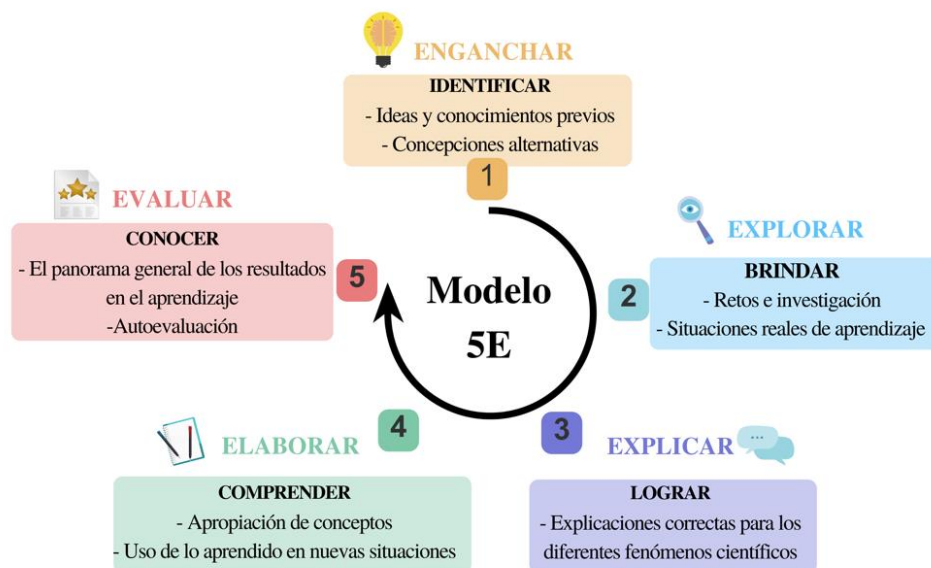 ENGANCHAR
IDENTIFICAR
- Ideas y conocimientos previos
- Concepciones alternativas
1
EXPLORAR
BRINDAR
- Retos e investigación
- Situaciones reales de aprendizaje
2
EXPLICAR
...
LOGRAR
- Explicaciones correctas para los
diferentes fenómenos científicos
3
ELABORAR
COMPRENDER
- Apropiación de conceptos
- Uso de lo aprendido en nuevas situaciones
4
EVALUAR
CONOCER
- El panorama general de los resultados
en el aprendizaje
-Autoevaluación
5
Modelo
5E